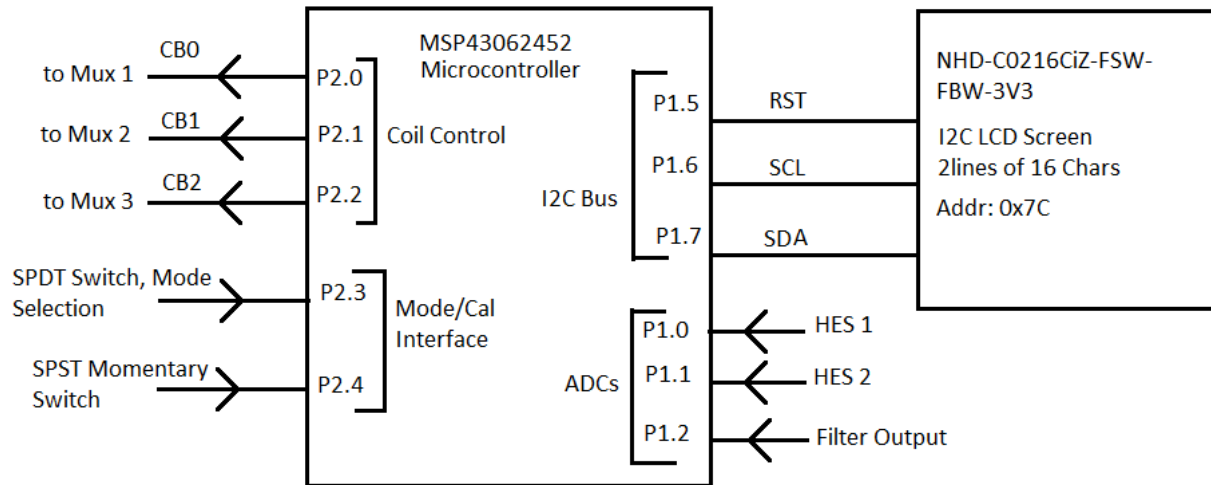 CB0
to Mux 1
CB1
to Mux 2
CB2
to Mux 3
SPDT Switch, Mode
Selection
SPST Momentary
Switch
MSP43062452
Microcontroller
P2.0
P2.1
P2.2
Coil Control
P2.3
P2.4
Mode/Cal
Interface
P1.5
P1.6
P1.7
I2C Bus
P1.0
P1.1
P1.2
ADCs
RST
SCL
SDA
HES 1
HES 2
Filter Output
NHD-C0216CiZ-FSW-
FBW-3V3
I2C LCD Screen
2lines of 16 Chars
Addr: 0x7C